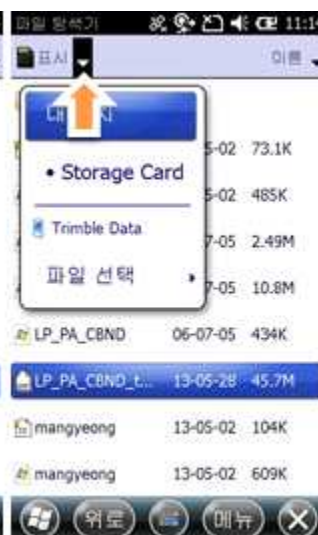 파일 탐색기 11:14
표시 이름
• Storage Card
5-02 73.1K
5-02 485K
Trimble Data
7-05 2.49M
파일 선택
7-05 10.8M
LP_PA_CBND 06-07-05 434K
LP_PA_CBND_t... 13-05-28 45.7M
mangyeong 13-05-02 104K
mangyeong 13-05-02 609K
위로 메뉴